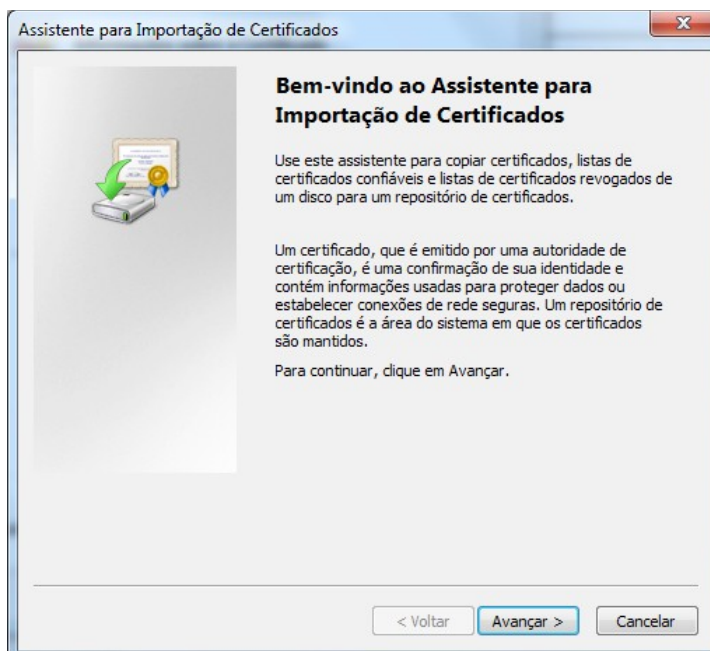 Assistente para Importação de Certificados
Bem-vindo ao Assistente para
Importação de Certificados
Use este assistente para copiar certificados, listas de
certificados confiáveis e listas de certificados revogados de
um disco para um repositório de certificados.
Um certificado, que é emitido por uma autoridade de
certificação, é uma confirmação de sua identidade e
contém informações usadas para proteger dados ou
estabelecer conexões de rede seguras. Um repositório de
certificados é a área do sistema em que os certificados
são mantidos.
Para continuar, clique em Avançar.
< Voltar Avançar > Cancelar